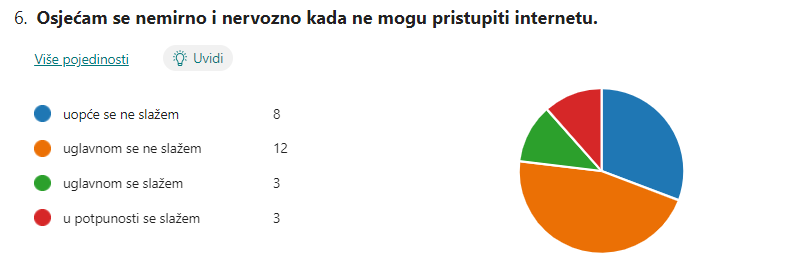 6. Osjećam se nemirno i nervozno kada ne mogu pristupiti internetu.
Više pojedinosti
Uvidi
uopće se ne slažem 8
uglavnom se ne slažem 12
uglavnom se slažem 3
u potpunosti se slažem 3